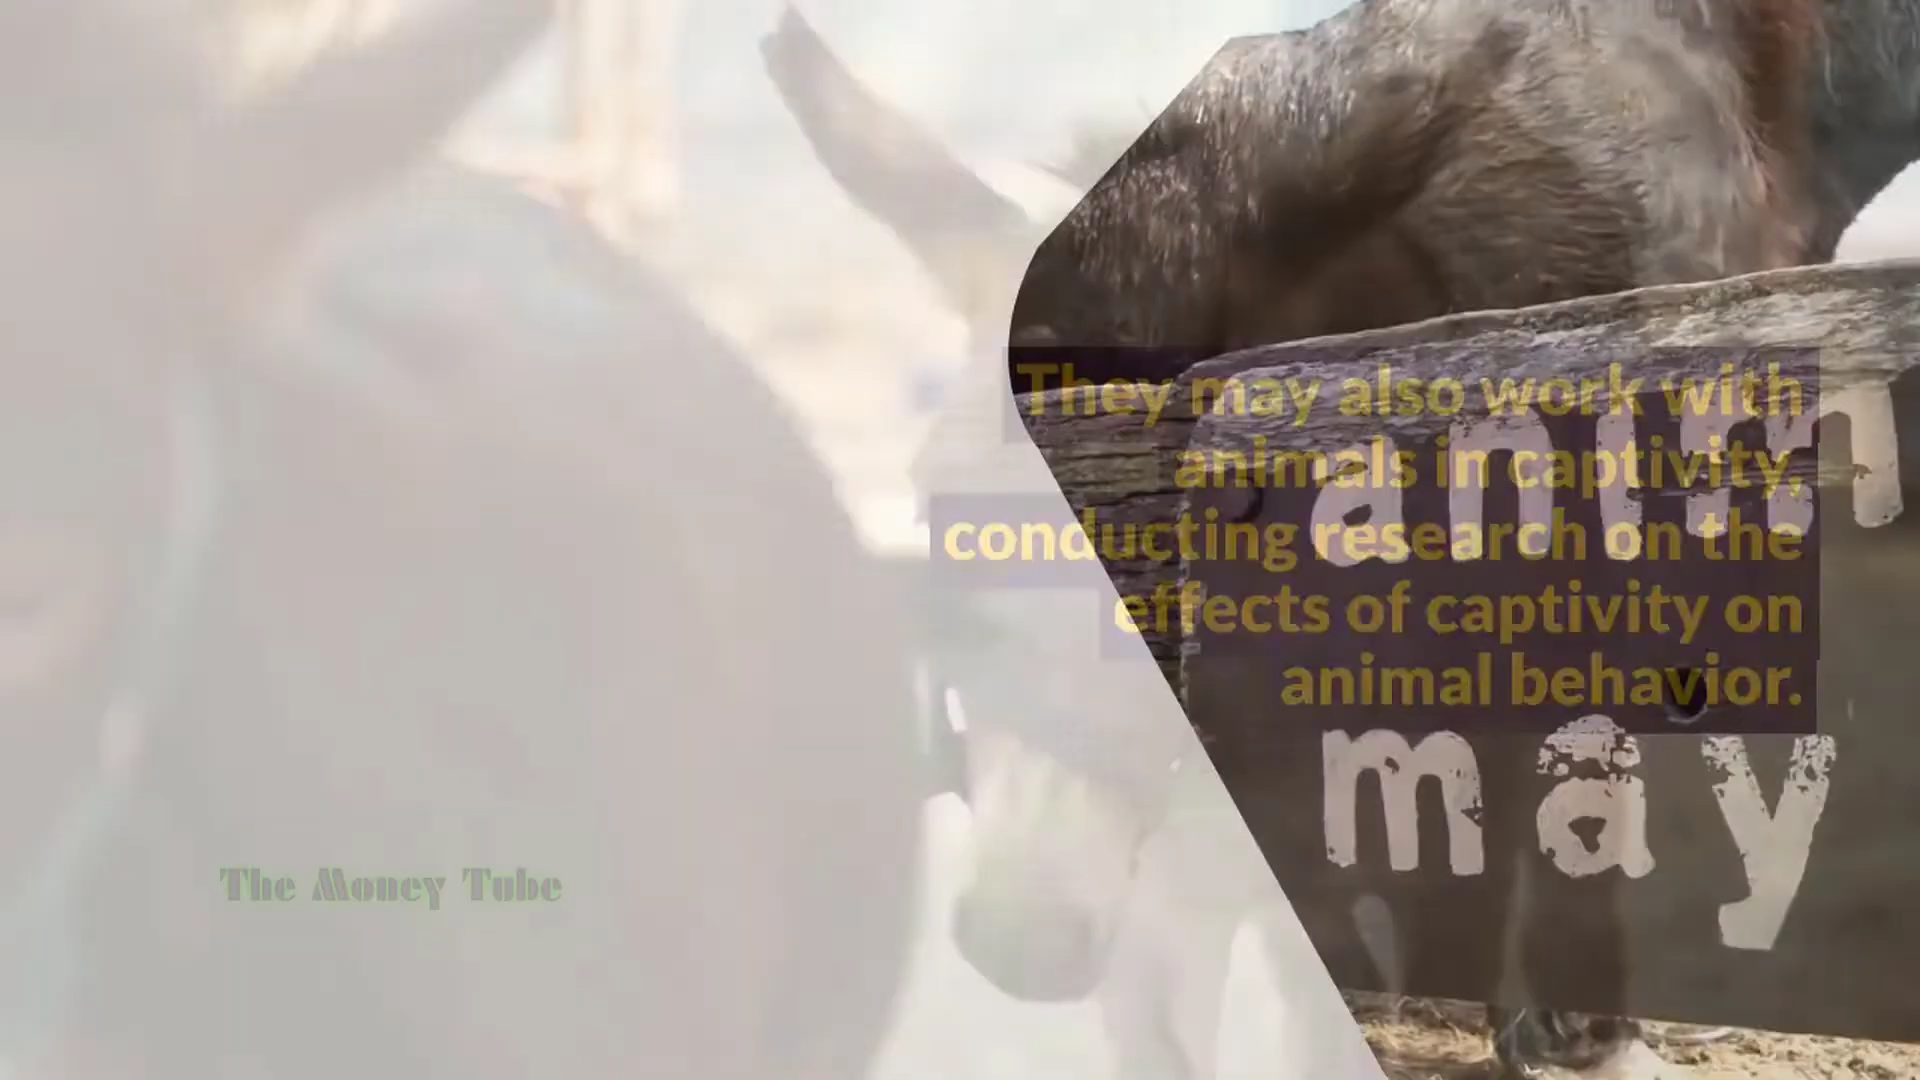 They may also work with
animals in captivity,
conducting research on the
effects of captivity on
animal behavior.
anim
may
The Money Tube